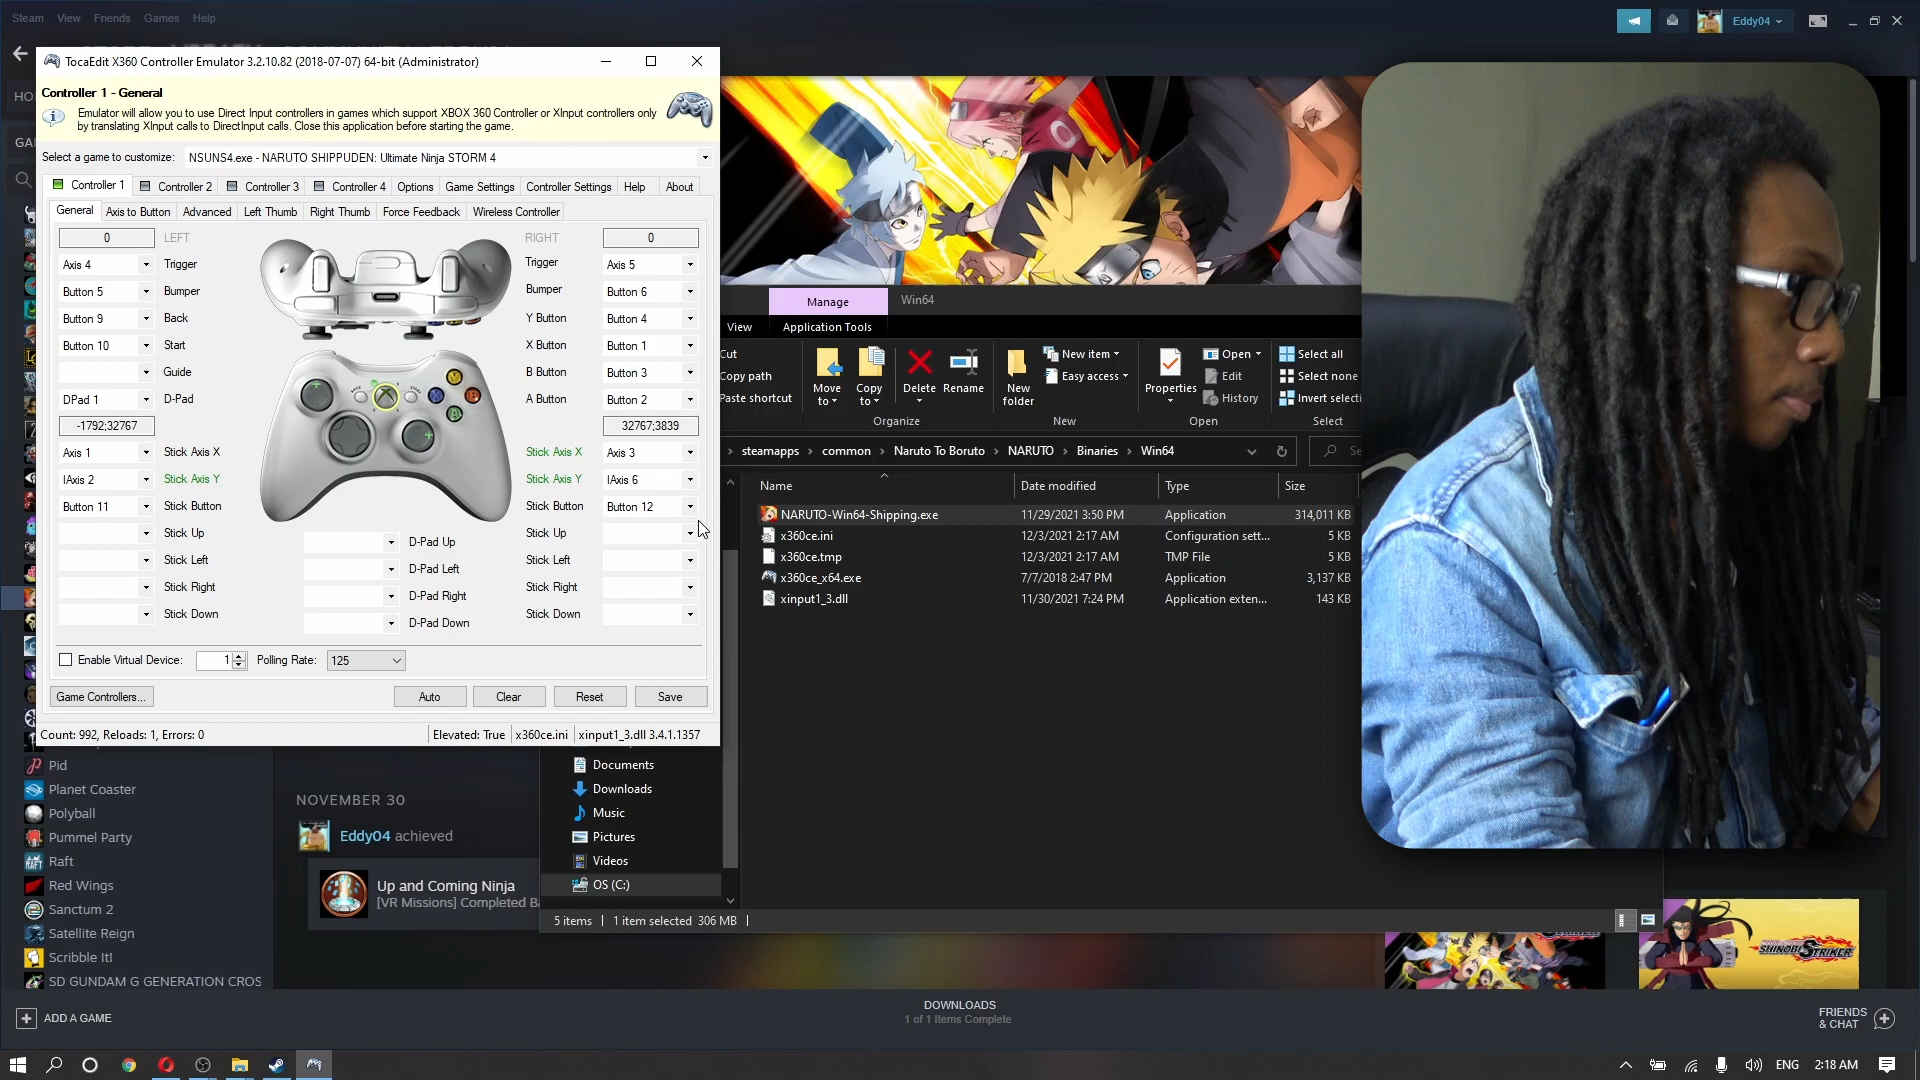 Steam View Friends Games Help
Eddy04
TocaEdit X360 Controller Emulator 3.2.10.82 (2018-07-07) 64-bit (Administrator)
Controller 1 - General
Emulator will allow you to use Direct Input controllers in games which support XBOX 360 Controller or XInput controllers only
by translating XInput calls to DirectInput calls. Close this application before starting the game.
Select a game to customize: NSUNS4.exe - NARUTO SHIPPUDEN: Ultimate Ninja STORM 4
Controller 1 Controller 2 Controller 3 Controller 4 Options Game Settings Controller Settings Help About
General Axis to Button Advanced Left Thumb Right Thumb Force Feedback Wireless Controller
0 LEFT RIGHT 0
Axis 4 Trigger Trigger Axis 5
Button 5 Bumper Bumper Button 6
Button 9 Back Y Button Button 4
Button 10 Start X Button Button 1
Guide B Button Button 3
DPad 1 D-Pad A Button Button 2
-1792;32767 32767;3839
Axis 1 Stick Axis X Stick Axis X Axis 3
IAxis 2 Stick Axis Y Stick Axis Y IAxis 6
Button 11 Stick Button Stick Button Button 12
Stick Up D-Pad Up Stick Up
Stick Left D-Pad Left Stick Left
Stick Right D-Pad Right Stick Right
Stick Down D-Pad Down Stick Down
Enable Virtual Device: 1 Polling Rate: 125
Game Controllers... Auto Clear Reset Save
Count: 992, Reloads: 1, Errors: 0 Elevated: True x360ce.ini xinput1_3.dll 3.4.1.1357
Manage Win64
View Application Tools
Cut
Copy path
Paste shortcut
Move to Copy to Delete Rename
Organize
New folder
New item
Easy access
New
Properties
Open
Edit
History
Open
Select all
Select none
Invert selecti
Select
steamapps common Naruto To Boruto NARUTO Binaries Win64 Se
Name Date modified Type Size
NARUTO-Win64-Shipping.exe 11/29/2021 3:50 PM Application 314,011 KB
x360ce.ini 12/3/2021 2:17 AM Configuration sett... 5 KB
x360ce.tmp 12/3/2021 2:17 AM TMP File 5 KB
x360ce_x64.exe 7/7/2018 2:47 PM Application 3,137 KB
xinput1_3.dll 11/30/2021 7:24 PM Application exten... 143 KB
Documents
Downloads
Music
Pictures
Videos
OS (C:)
5 items 1 item selected 306 MB
HO
GA
Pid
Planet Coaster
Polyball
Pummel Party
Raft
Red Wings
Sanctum 2
Satellite Reign
Scribble It!
SD GUNDAM G GENERATION CROS
NOVEMBER 30
Eddy04 achieved
Up and Coming Ninja
[VR Missions] Completed B
SHINOBI STRIKER
ADD A GAME
DOWNLOADS
1 of 1 Items Complete
FRIENDS
& CHAT
ENG 2:18 AM